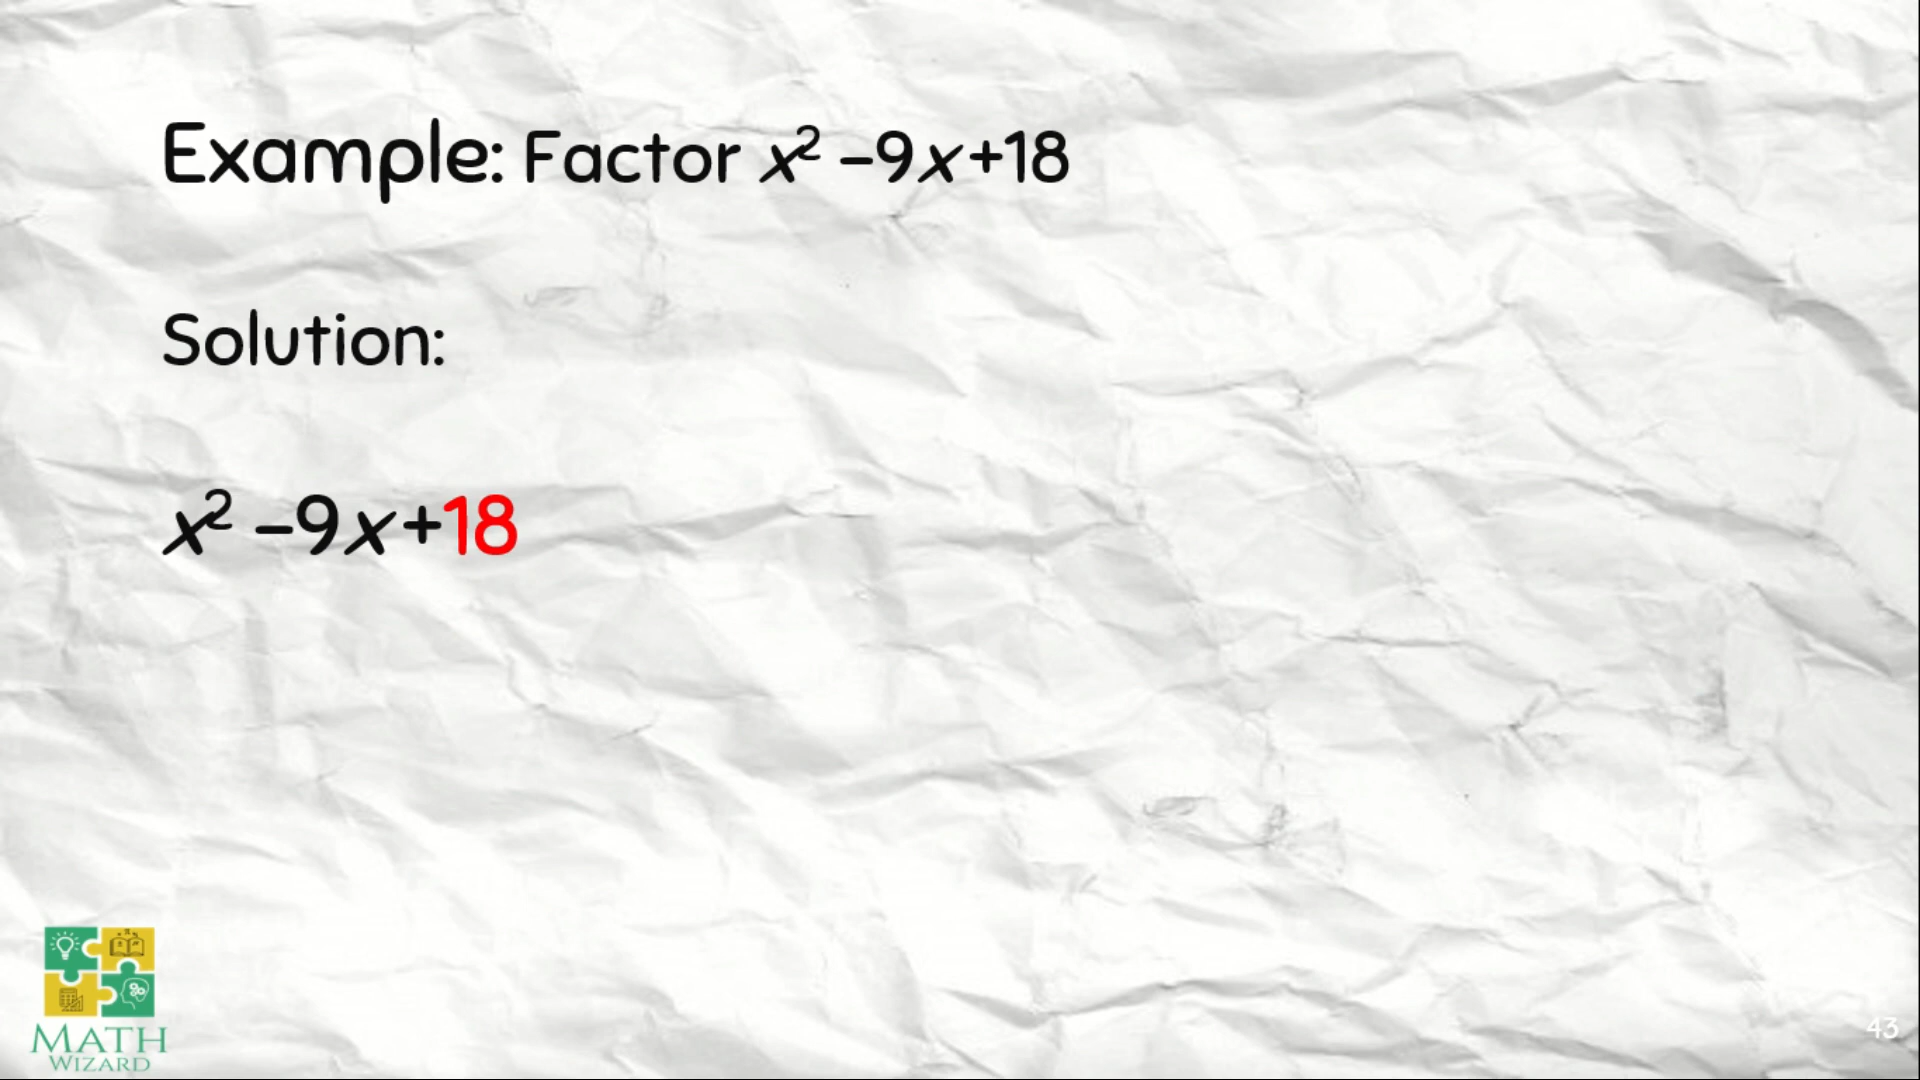 Example: Factor x² –9x+18
Solution:
x² –9x+18
MATH
WIZARD
43